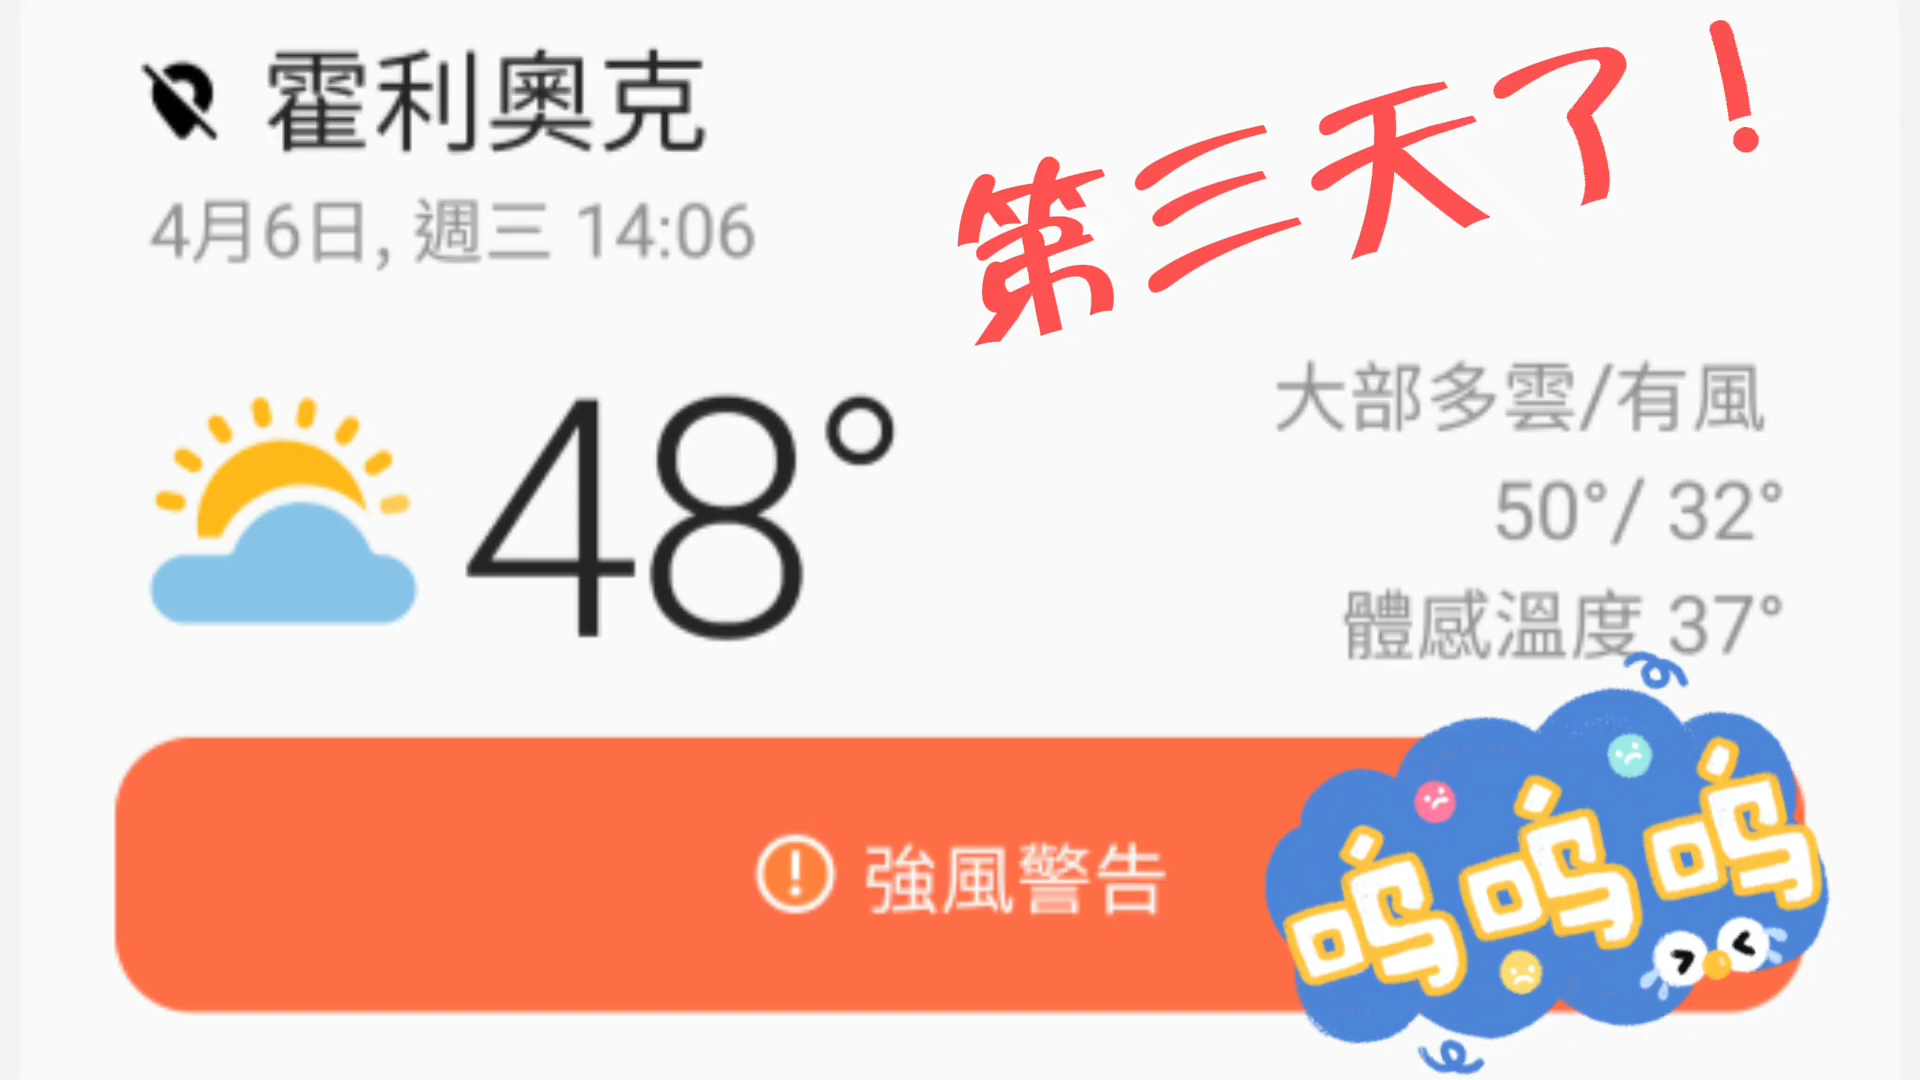 霍利奧克
4月6日, 週三 14:06
第三天了!
48°
大部多雲/有風
50°/ 32°
體感溫度 37°
強風警告
呜呜呜